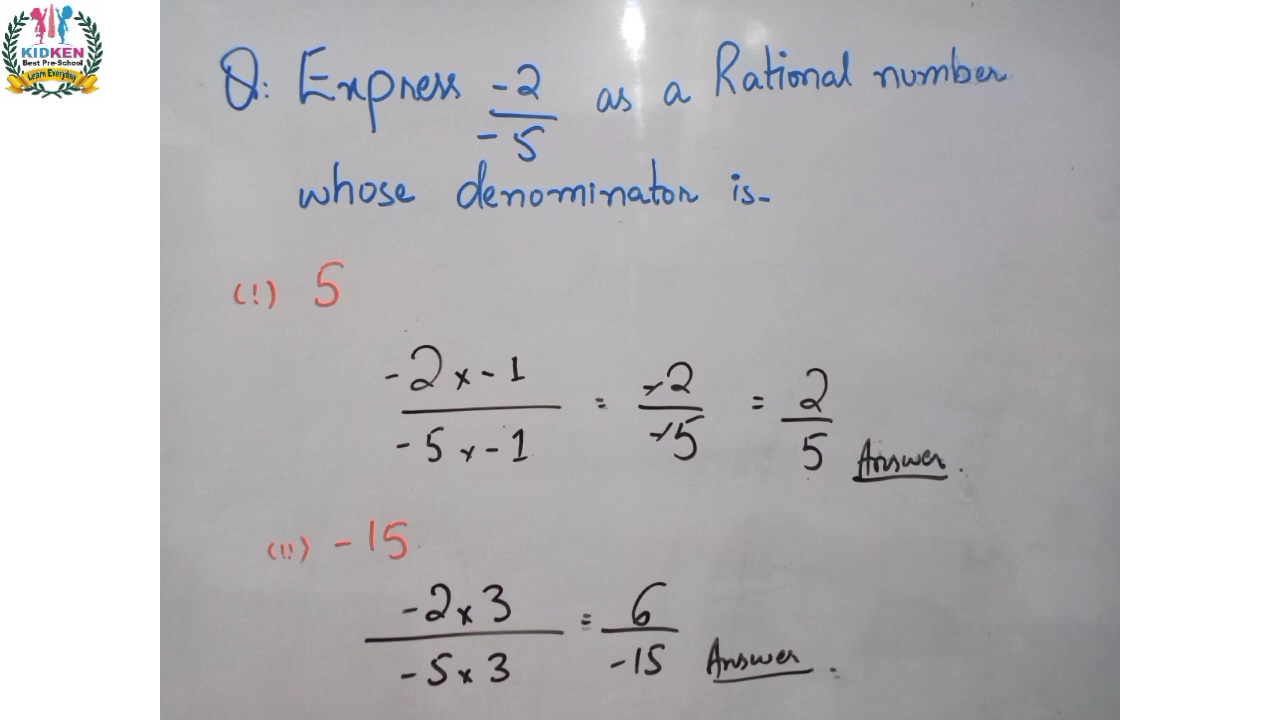 KIDKEN
Best Pre-School
Learn Everyday
Q: Express -2/-5 as a Rational number
whose denominator is-
(i) 5
-2 x -1 / -5 x -1 = -2/-5 = 2/5 Answer.
(ii) -15
-2 x 3 / -5 x 3 = 6/-15 Answer.